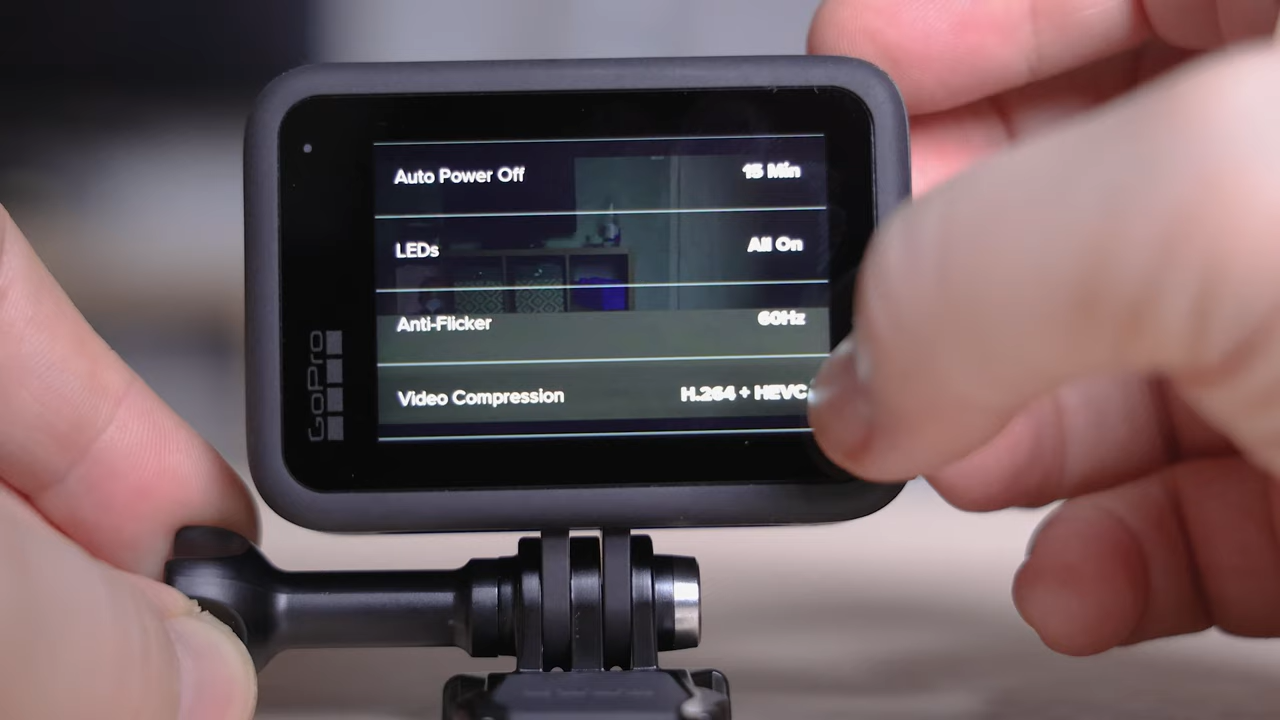 Auto Power Off 15 Min
LEDs All On
Anti-Flicker 60Hz
Video Compression H.264 + HEVC
GoPro